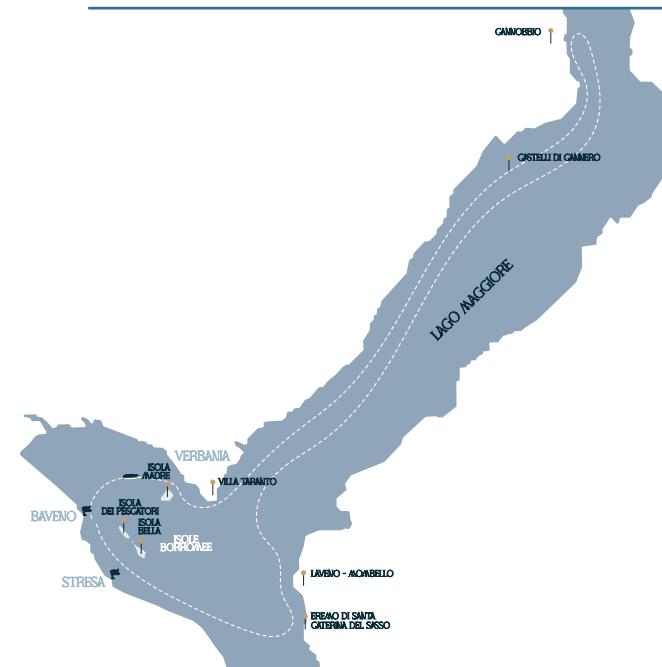 CANNOBBIO
CASTELLI DI CANNERO
LAGO MAGGIORE
VERBANIA
ISOLA
MADRE
VILLA TARANTO
ISOLA
DEI PESCATORI
BAVENO
ISOLA
BELLA
ISOLE
BORROMEE
LAVENO - MOMBELLO
STRESA
EREMO DI SANTA
CATERINA DEL SASSO